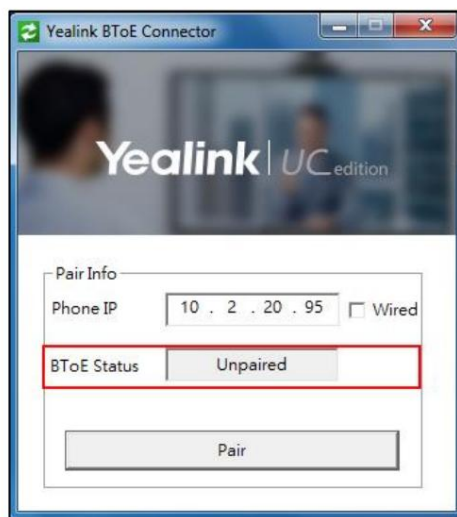 Yealink BToE Connector
Yealink | UC edition
Pair Info
Phone IP 10 . 2 . 20 . 95 Wired
BToE Status Unpaired
Pair